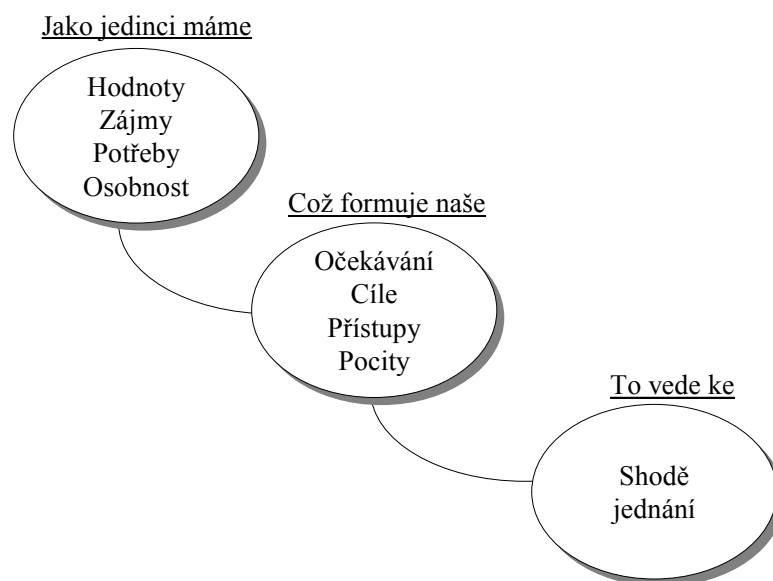 Jako jedinci máme
Hodnoty
Zájmy
Potřeby
Osobnost
Což formuje naše
Očekávání
Cíle
Přístupy
Pocity
To vede ke
Shodě
jednání